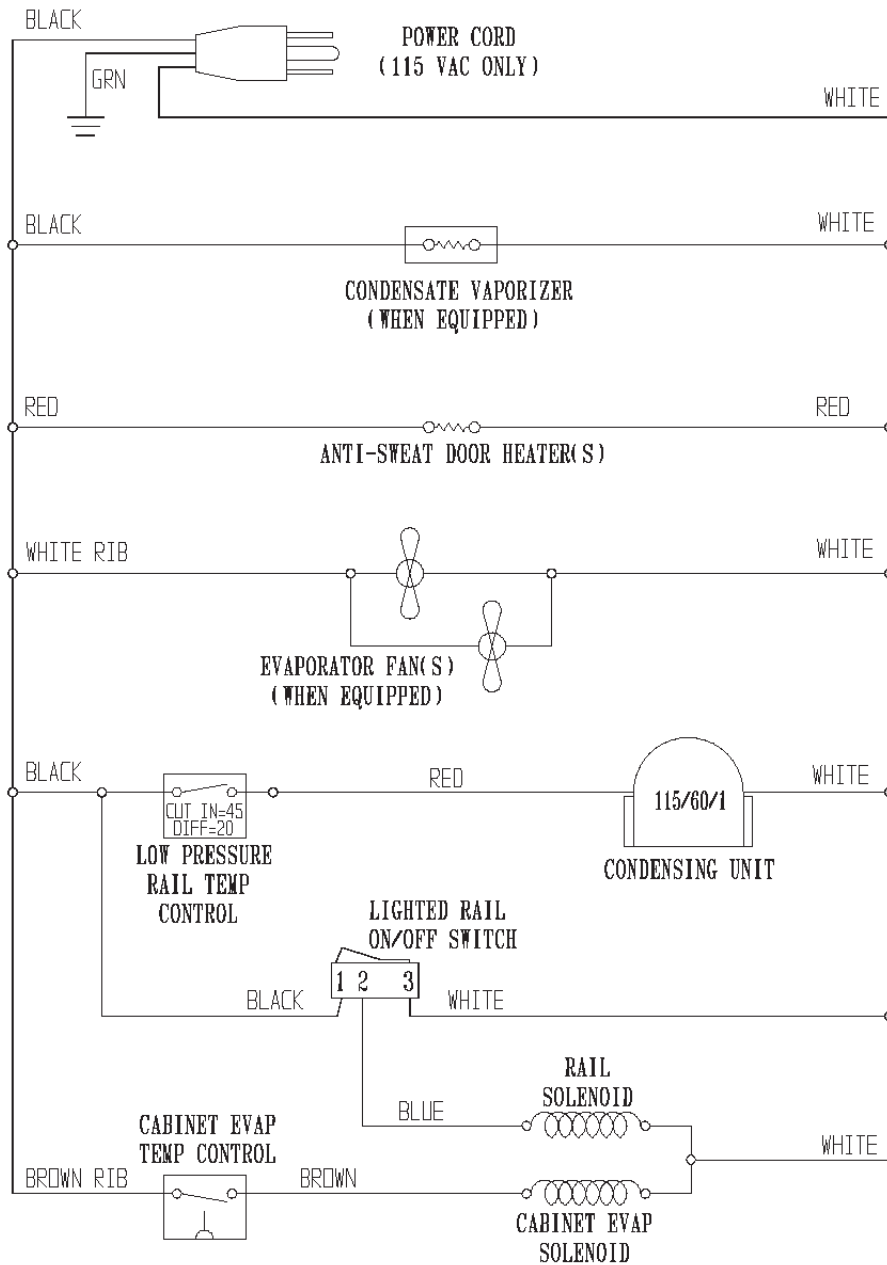 BLACK
POWER CORD
(115 VAC ONLY)
GRN
WHITE
BLACK
WHITE
CONDENSATE VAPORIZER
(WHEN EQUIPPED)
RED
RED
ANTI-SWEAT DOOR HEATER(S)
WHITE RIB
WHITE
EVAPORATOR FAN(S)
(WHEN EQUIPPED)
BLACK
RED
WHITE
115/60/1
CUT IN=45
DIFF=20
LOW PRESSURE
RAIL TEMP
CONTROL
CONDENSING UNIT
LIGHTED RAIL
ON/OFF SWITCH
1 2 3
BLACK
WHITE
RAIL
SOLENOID
BLUE
CABINET EVAP
TEMP CONTROL
WHITE
BROWN RIB
BROWN
CABINET EVAP
SOLENOID